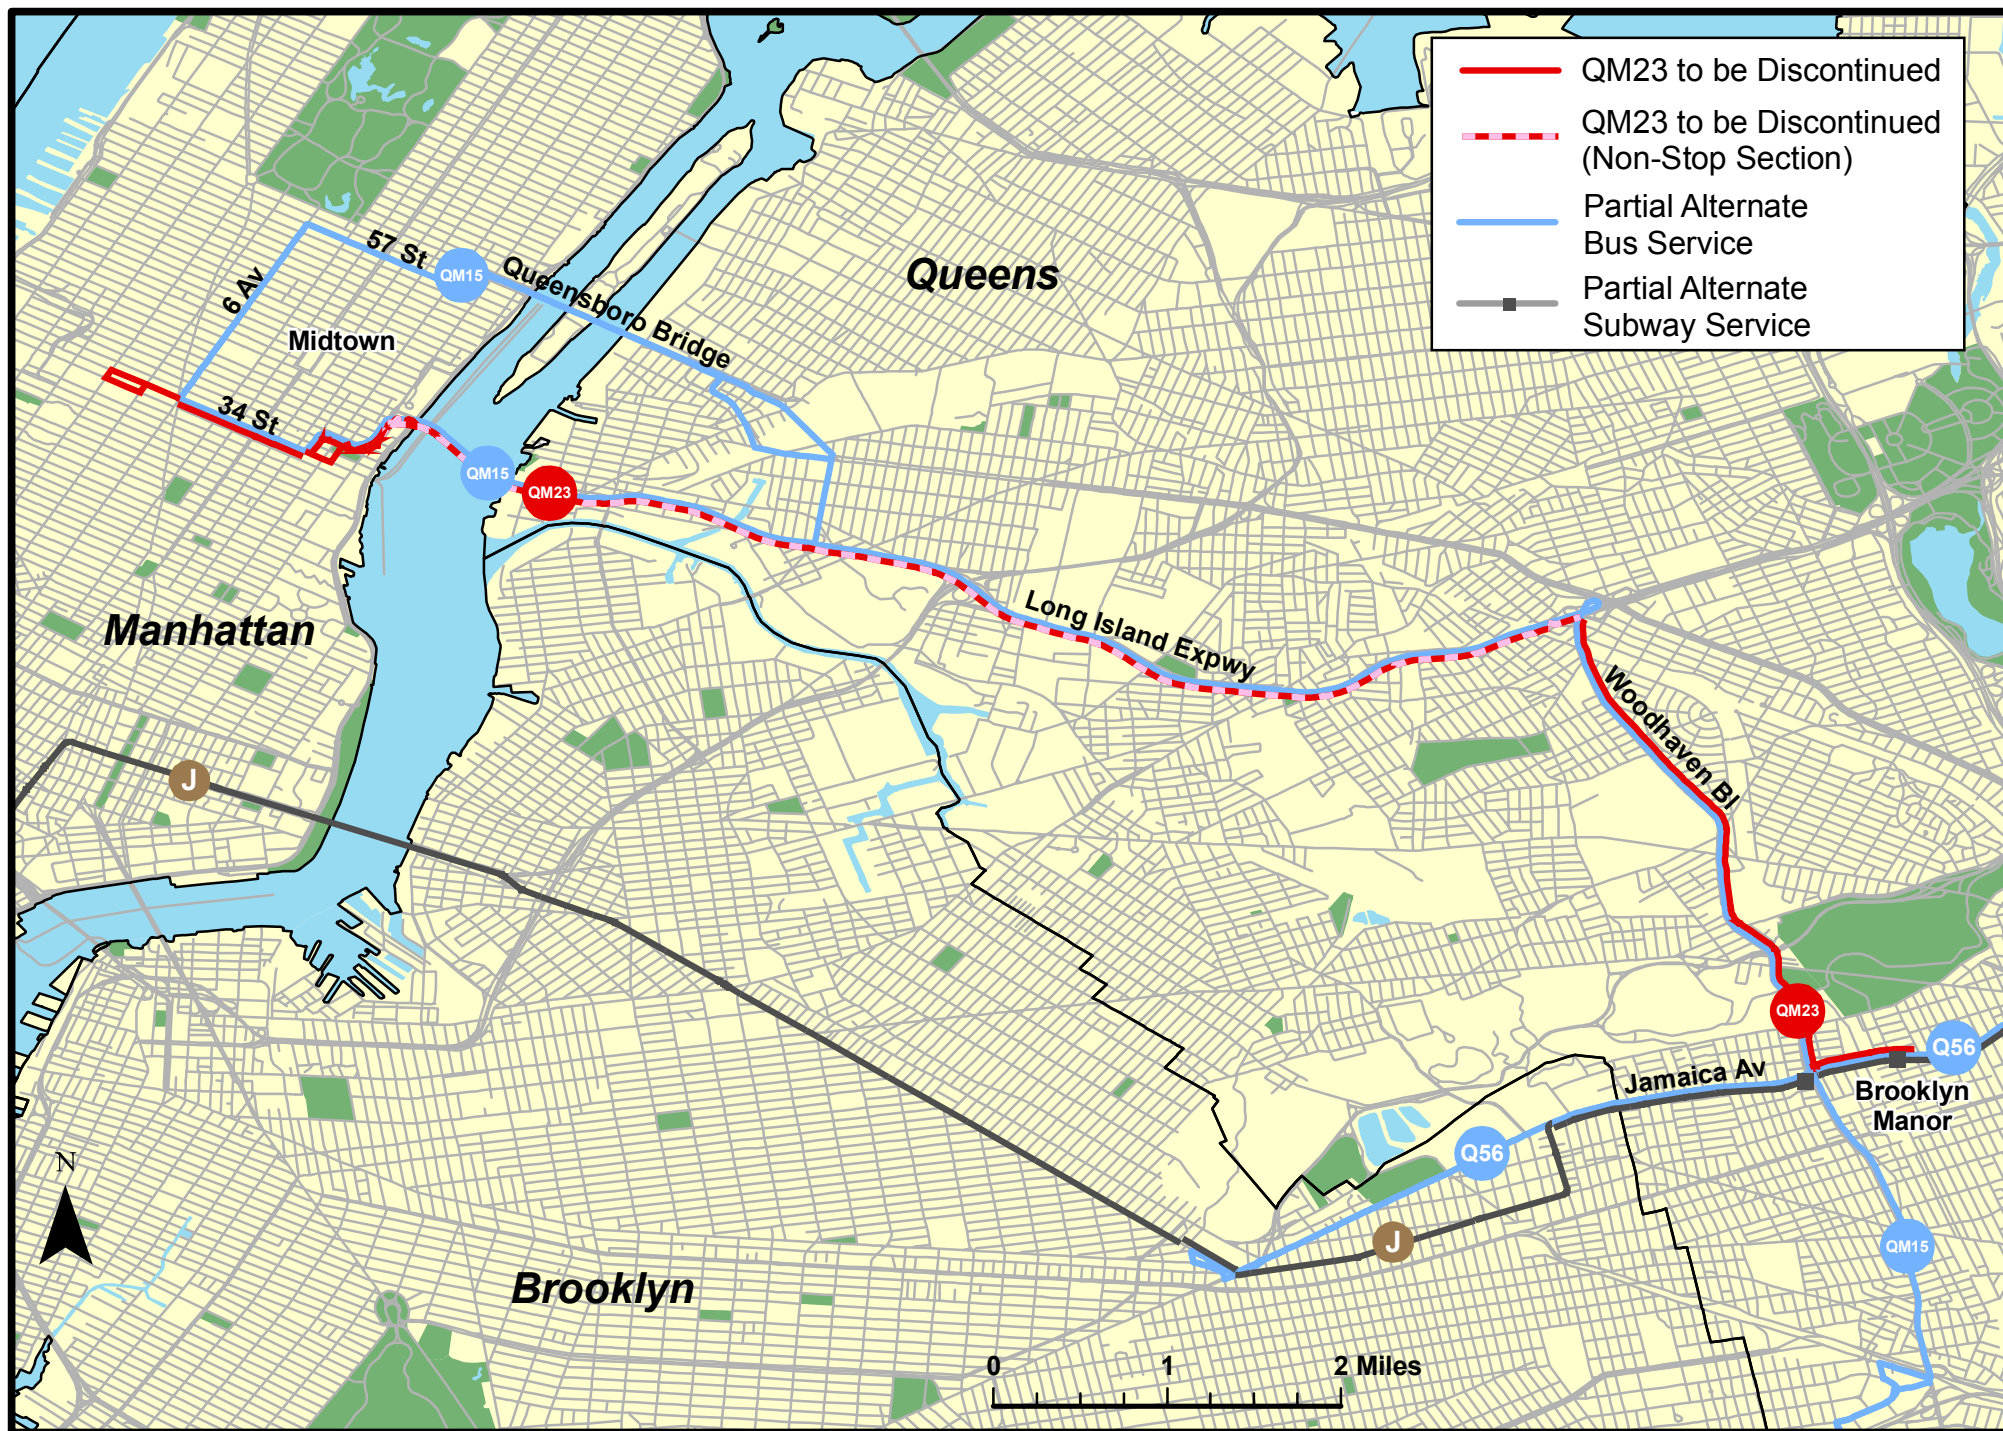 QM23 to be Discontinued
QM23 to be Discontinued
(Non-Stop Section)
Partial Alternate
Bus Service
Partial Alternate
Subway Service
57 St
QM15
Queensboro Bridge
Queens
6 Av
Midtown
34 St
QM15
QM23
Long Island Expwy
Manhattan
Woodhaven Bl
J
QM23
Q56
Jamaica Av
Brooklyn
Manor
Q56
N
J
QM15
Brooklyn
0 1 2 Miles